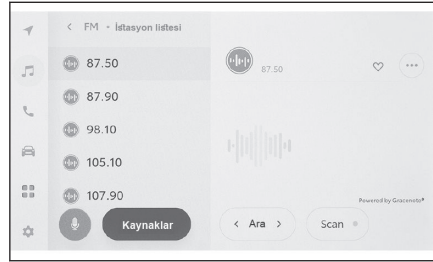 FM • İstasyon listesi
87.50
87.90
98.10
105.10
107.90
Kaynaklar
87.50
Powered by Gracenote®
Ara
Scan